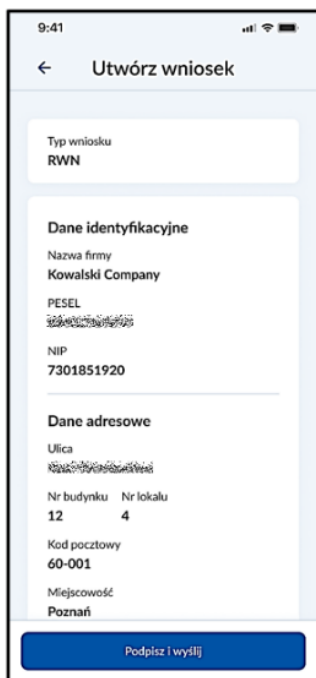 9:41
Utwórz wniosek
Typ wniosku
RWN
Dane identyfikacyjne
Nazwa firmy
Kowalski Company
PESEL
NIP
7301851920
Dane adresowe
Ulica
Nr budynku Nr lokalu
12 4
Kod pocztowy
60-001
Miejscowość
Poznań
Podpisz i wyślij